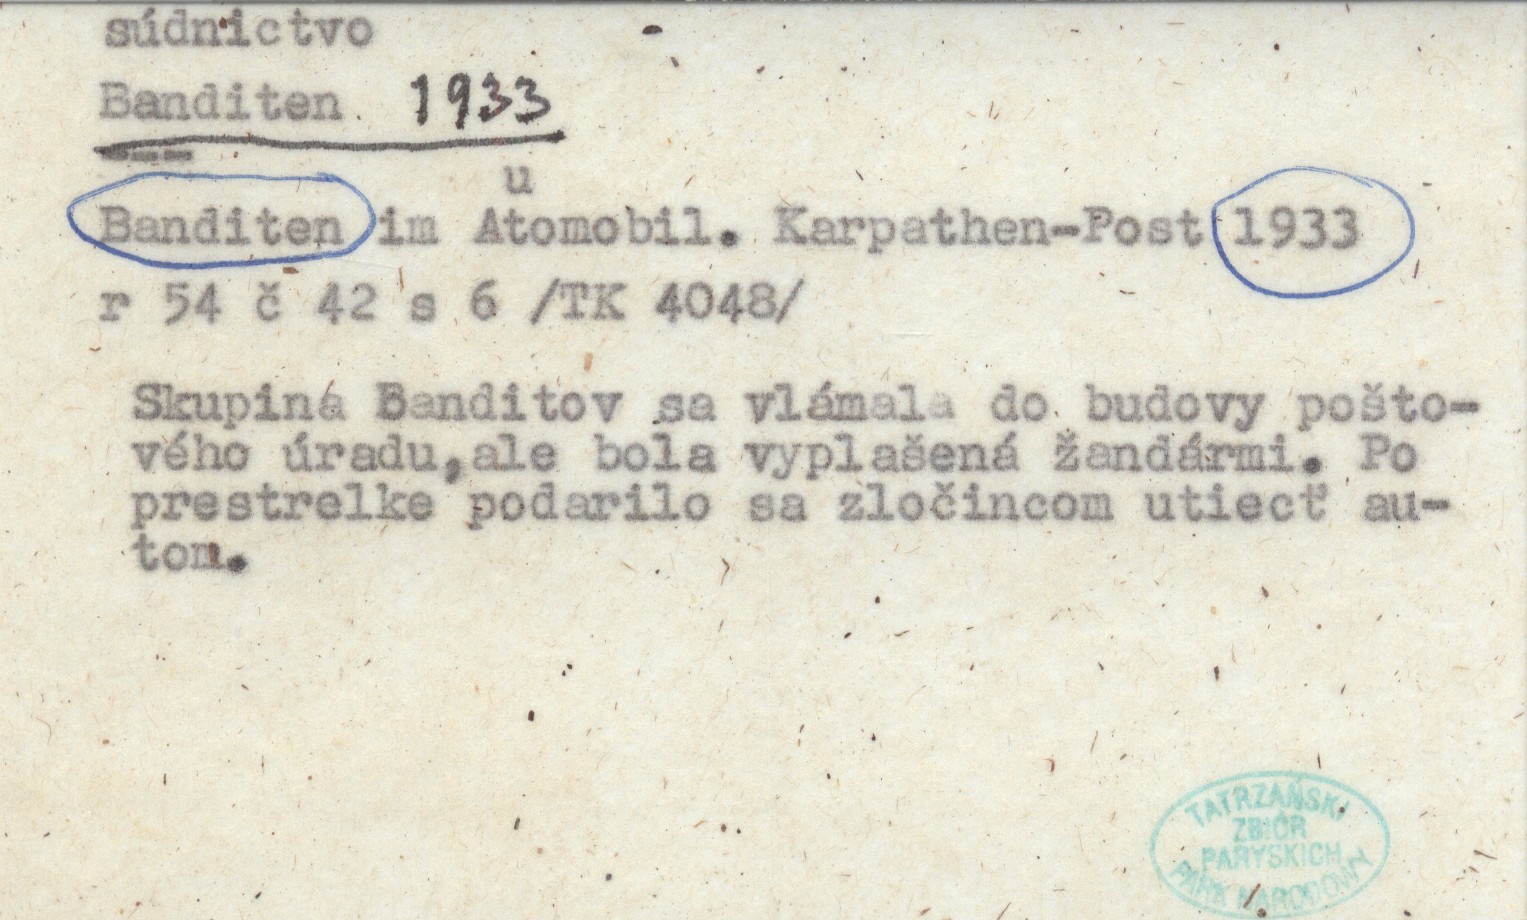 súdnictvo
Banditen 1933
u
Banditen im Atomobil. Karpathen-Post 1933
r 54 č 42 s 6 /TK 4048/
Skupina Banditov sa vlámala do budovy pošto-
vého úradu, ale bola vyplašená žandármi. Po
prestrelke podarilo sa zločincom utiecť au-
tom.
TATRZAŃSKI
ZBIÓR
PARYSKICH
PARK NARODOWY